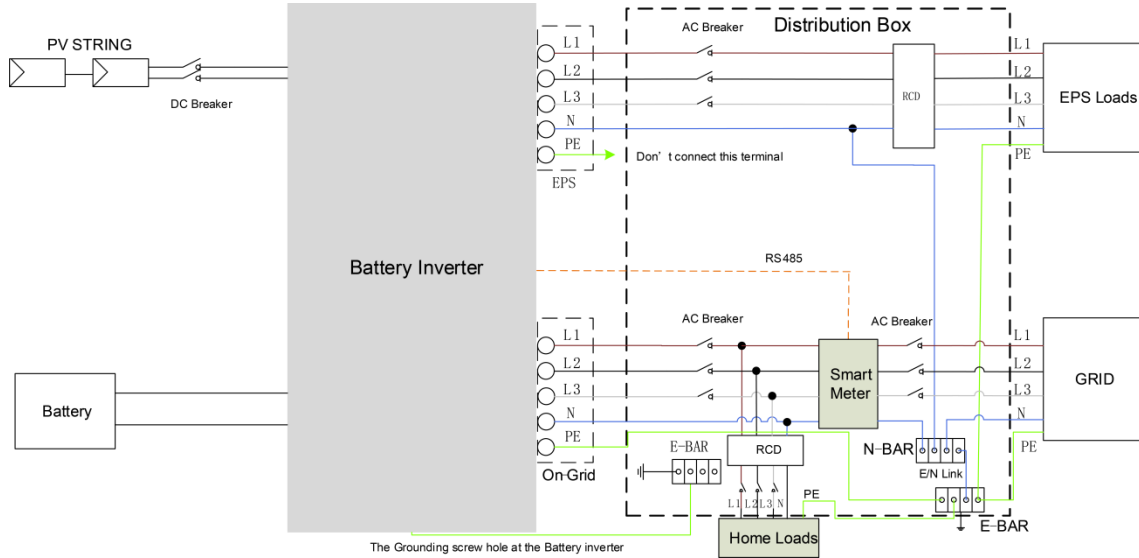 Distribution Box
PV STRING
DC Breaker
Battery Inverter
Battery
L1
L2
L3
N
PE
EPS
AC Breaker
RCD
L1
L2
L3
N
PE
EPS Loads
Don't connect this terminal
RS485
L1
L2
L3
N
PE
On-Grid
AC Breaker
AC Breaker
Smart
Meter
L1
L2
L3
N
PE
GRID
E-BAR
RCD
N-BAR
E/N Link
L1
L2
L3
N
PE
E-BAR
Home Loads
The Grounding screw hole at the Battery inverter